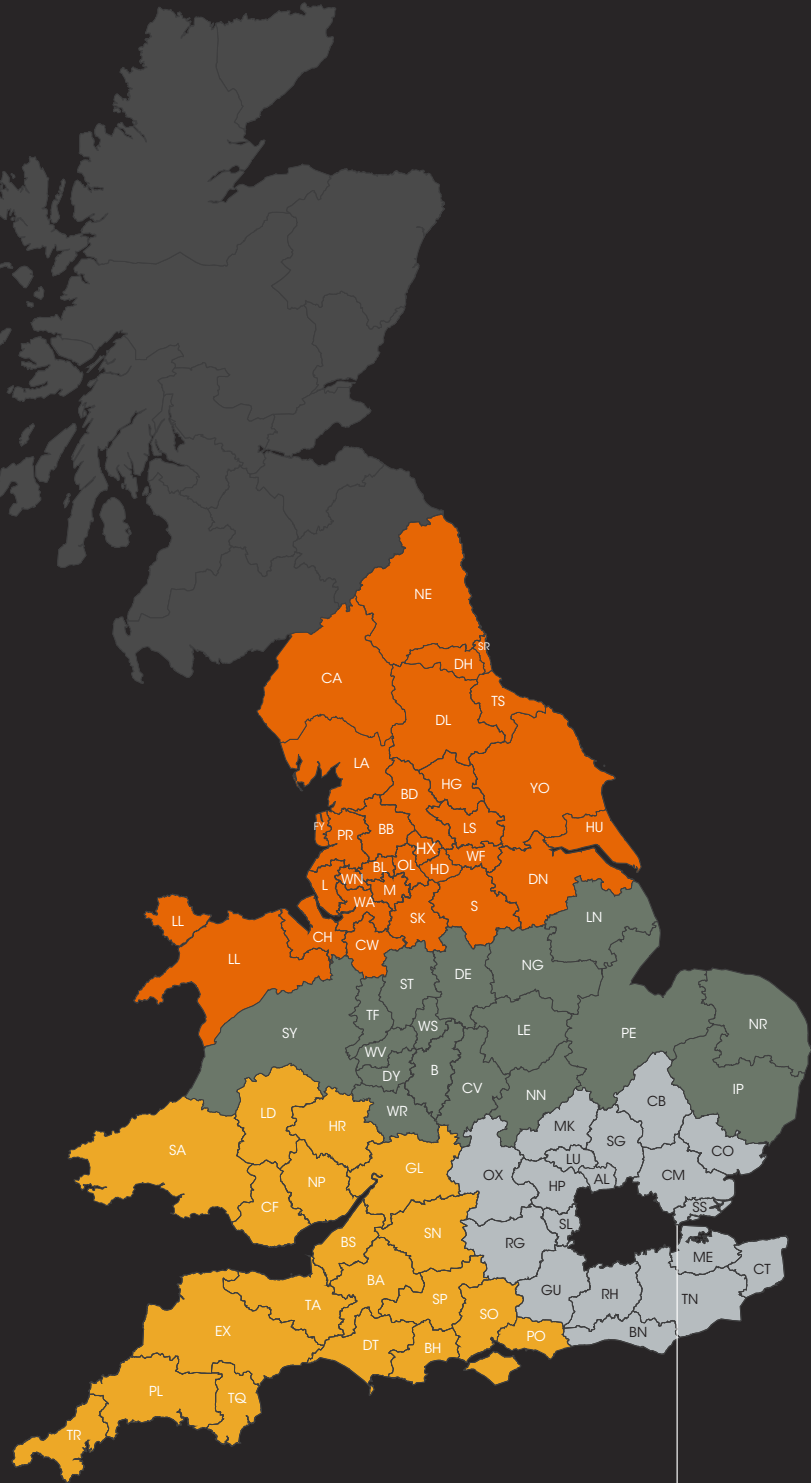 NE
SR
DH
CA
TS
DL
LA
HG
YO
BD
FY
PR
BB
LS
HU
HX
WF
BL
OL
HD
WN
L
M
DN
WA
S
SK
LN
LL
CH
CW
LL
NG
DE
ST
TF
WS
LE
SY
PE
NR
WV
B
DY
CV
NN
IP
WR
LD
HR
MK
CB
SG
SA
GL
LU
CO
OX
HP
AL
CM
NP
CF
SS
SL
SN
BS
RG
ME
CT
BA
GU
RH
TN
TA
SP
SO
EX
DT
BH
PO
BN
PL
TQ
TR